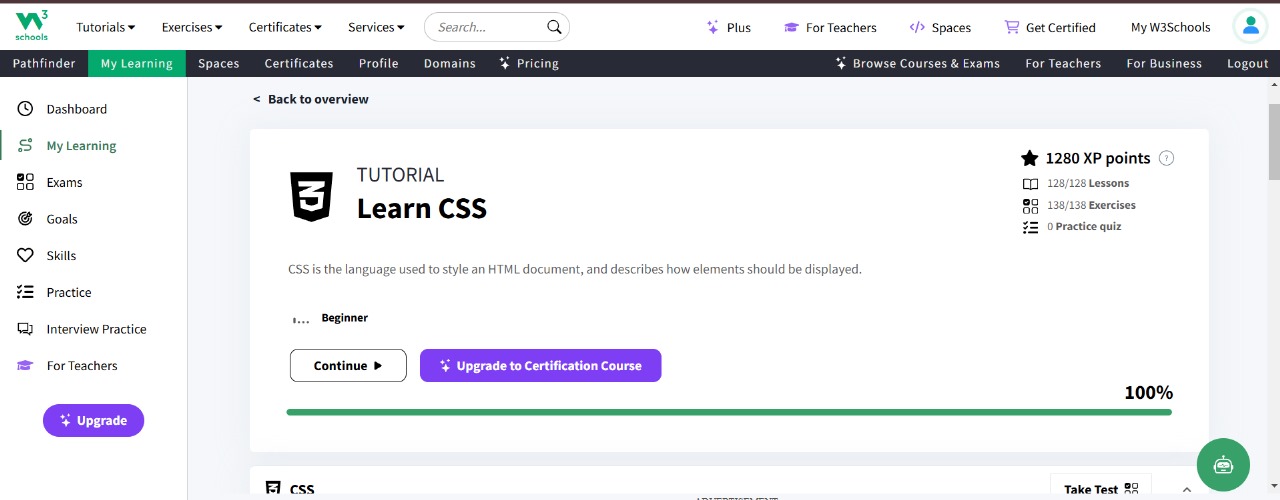 W3 schools Tutorials Exercises Certificates Services Search... Plus For Teachers Spaces Get Certified My W3Schools
Pathfinder My Learning Spaces Certificates Profile Domains Pricing Browse Courses & Exams For Teachers For Business Logout
Dashboard
My Learning
Exams
Goals
Skills
Practice
Interview Practice
For Teachers
Upgrade
< Back to overview
TUTORIAL
Learn CSS
1280 XP points ?
128/128 Lessons
138/138 Exercises
0 Practice quiz
CSS is the language used to style an HTML document, and describes how elements should be displayed.
Beginner
Continue Upgrade to Certification Course
100%
CSS Take Test
ADVERTISEMENT